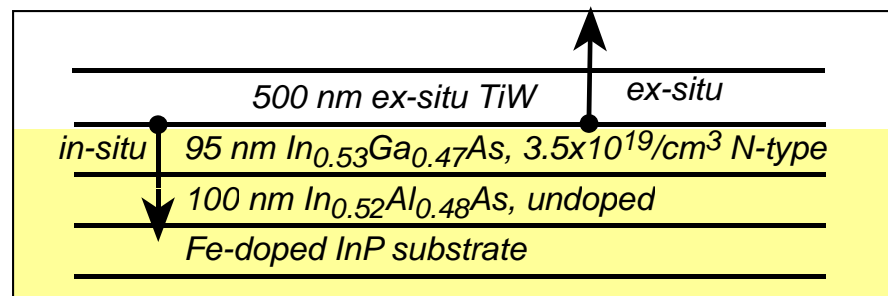 500 nm ex-situ TiW ex-situ
in-situ 95 nm In0.53Ga0.47As, 3.5x10^19/cm^3 N-type
100 nm In0.52Al0.48As, undoped
Fe-doped InP substrate